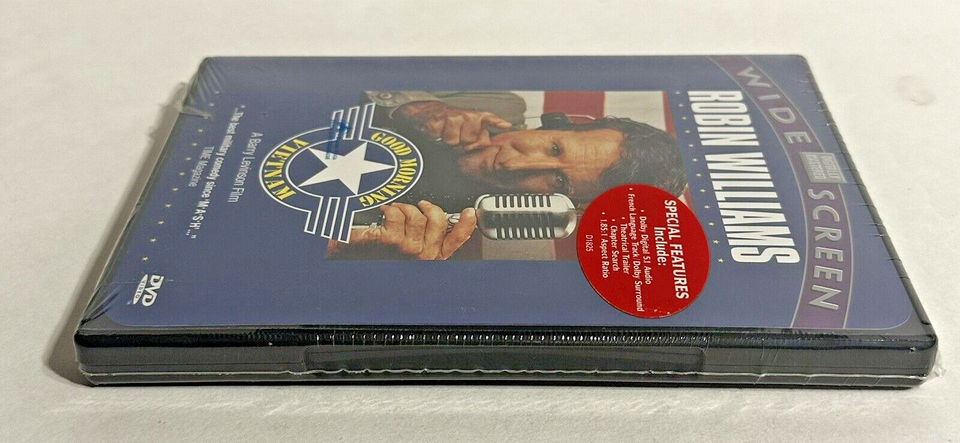 WIDE SCREEN
ROBIN WILLIAMS
SPECIAL FEATURES
Include:
• Dolby Digital 5.1 Audio
• French Language Track Dolby Surround
• Theatrical Trailer
• Chapter Search
• 1.85:1 Aspect Ratio
D1825
GOOD MORNING
VIETNAM
A Barry Levinson Film
"...The best military comedy since 'M*A*S*H'..."
TIME Magazine
DVD
VIDEO